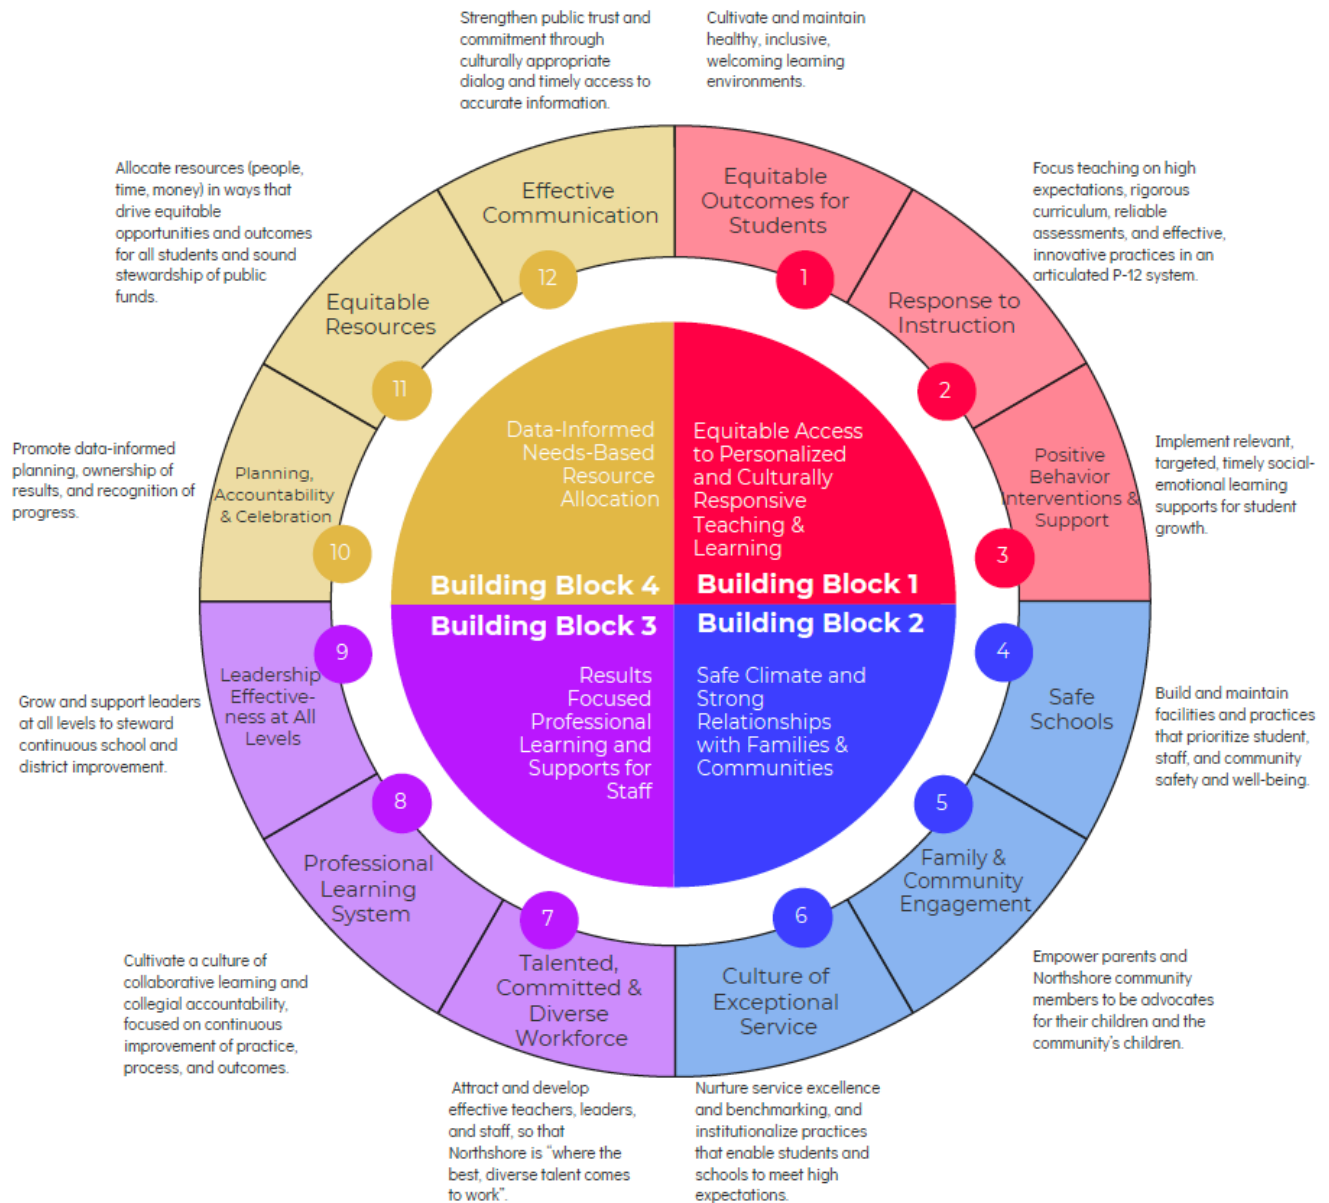 Strengthen public trust and
commitment through
culturally appropriate
dialog and timely access to
accurate information.
Cultivate and maintain
healthy, inclusive,
welcoming learning
environments.
Allocate resources (people,
time, money) in ways that
drive equitable
opportunities and outcomes
for all students and sound
stewardship of public
funds.
Focus teaching on high
expectations, rigorous
curriculum, reliable
assessments, and effective,
innovative practices in an
articulated P-12 system.
Promote data-informed
planning, ownership of
results, and recognition of
progress.
Implement relevant,
targeted, timely social-
emotional learning
supports for student
growth.
Grow and support leaders
at all levels to steward
continuous school and
district improvement.
Build and maintain
facilities and practices
that prioritize student,
staff, and community
safety and well-being.
Cultivate a culture of
collaborative learning and
collegial accountability,
focused on continuous
improvement of practice,
process, and outcomes.
Empower parents and
Northshore community
members to be advocates
for their children and the
community's children.
Attract and develop
effective teachers, leaders,
and staff, so that
Northshore is "where the
best, diverse talent comes
to work".
Nurture service excellence
and benchmarking, and
institutionalize practices
that enable students and
schools to meet high
expectations.
Equitable
Outcomes for
Students
1
Response to
Instruction
2
Positive
Behavior
Interventions &
Support
3
Safe
Schools
4
Family &
Community
Engagement
5
Culture of
Exceptional
Service
6
Talented,
Committed &
Diverse
Workforce
7
Professional
Learning
System
8
Leadership
Effective-
ness at All
Levels
9
Planning,
Accountability
& Celebration
10
Equitable
Resources
11
Effective
Communication
12
Data-Informed
Needs-Based
Resource
Allocation
Building Block 4
Equitable Access
to Personalized
and Culturally
Responsive
Teaching &
Learning
Building Block 1
Building Block 3
Results
Focused
Professional
Learning and
Supports for
Staff
Building Block 2
Safe Climate and
Strong
Relationships
with Families &
Communities